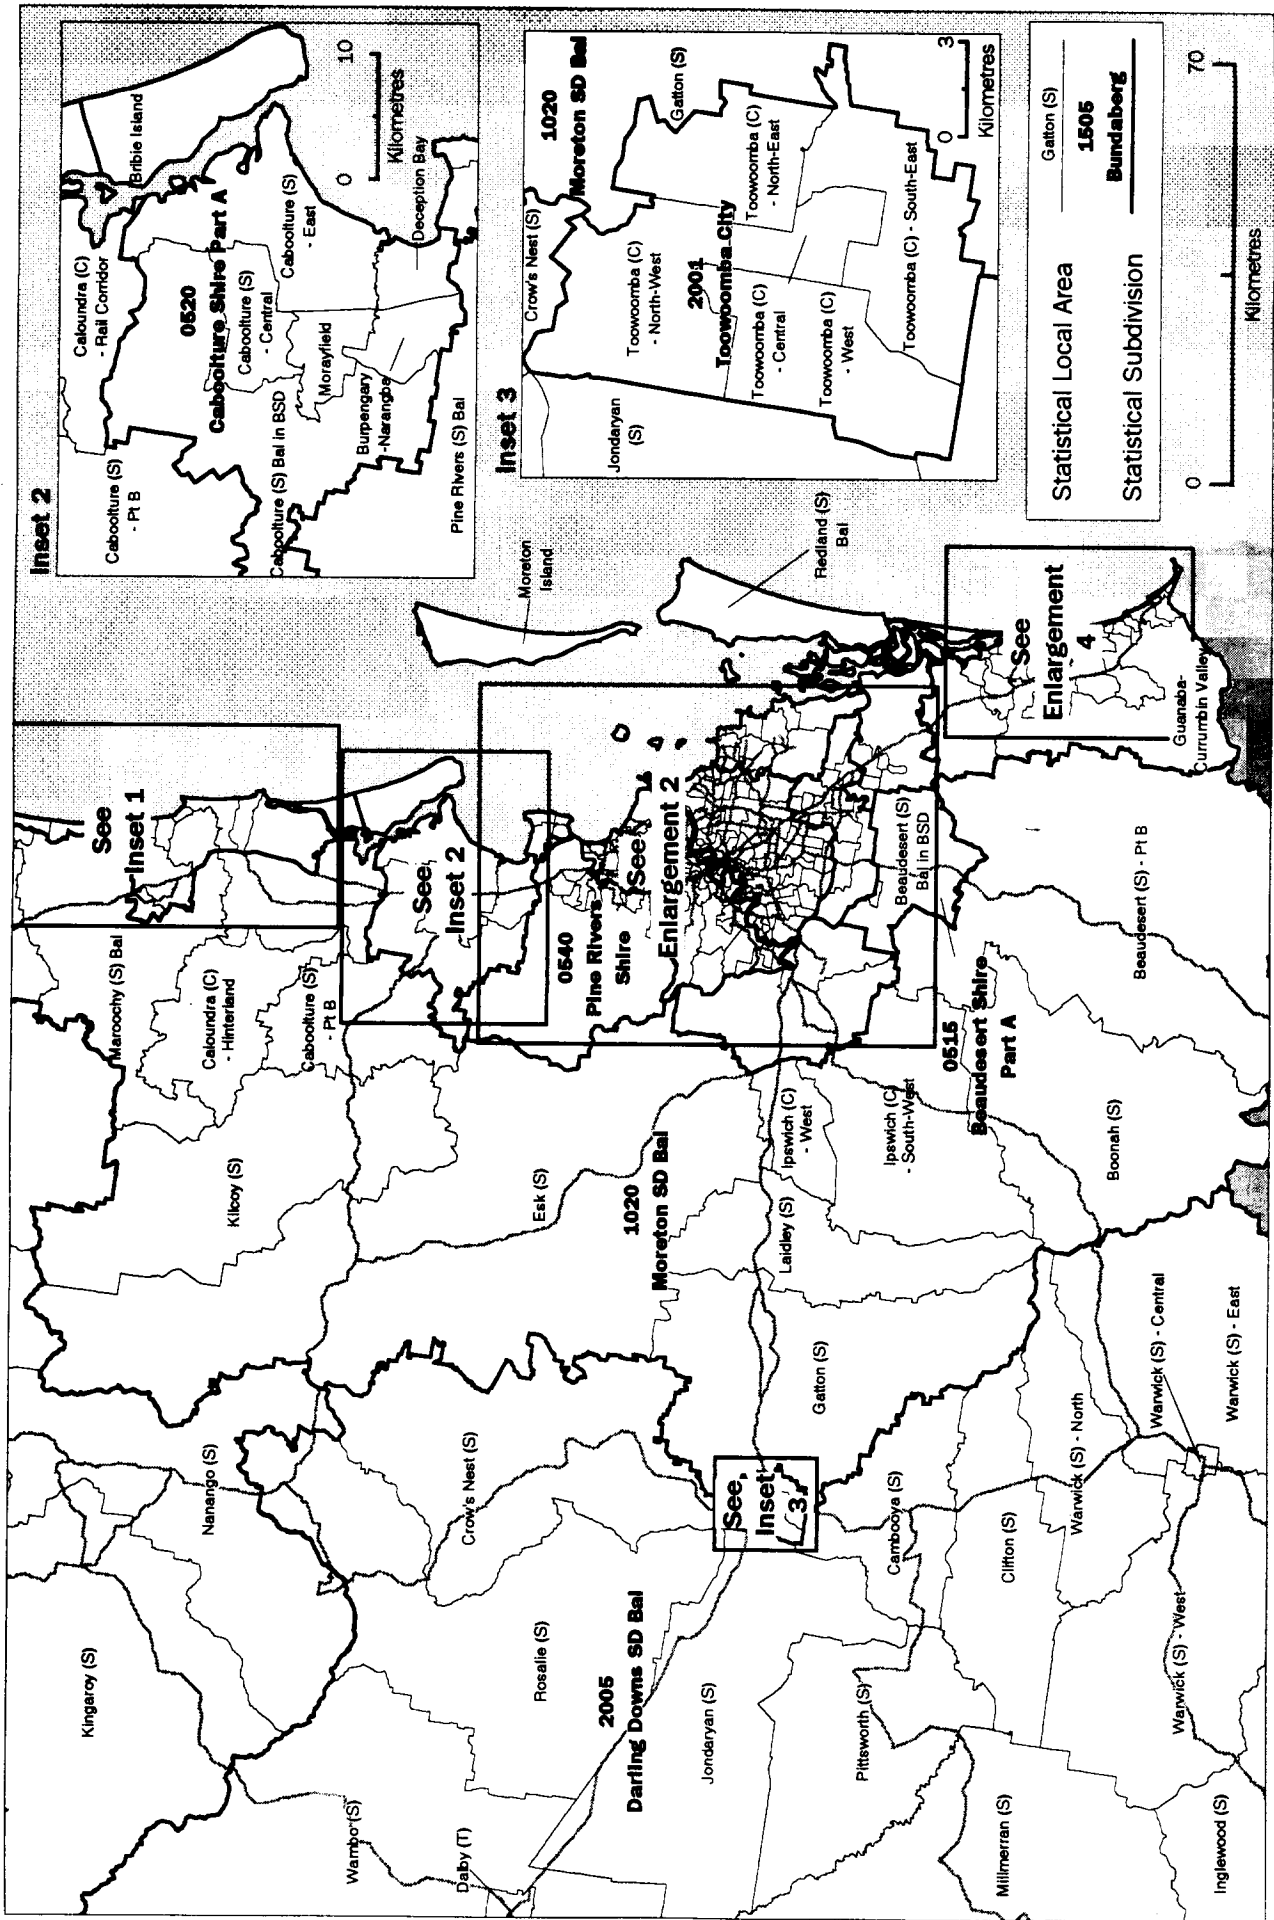 Inset 2
Caboolture (S)
- Pt B
Caloundra (C)
- Rail Corridor
Bribie Island
0520
Caboolture Shire Part A
Caboolture (S)
- Central
Caboolture (S)
- East
Caboolture (S) Bal in BSD
Morayfield
Burpengary
-Narangba
Deception Bay
Pine Rivers (S) Bal
0
10
Kilometres
Inset 3
Crow's Nest (S)
1020
Moreton SD Bal
Gatton (S)
Jondaryan
(S)
Toowoomba (C)
- North-West
2001
Toowoomba City
Toowoomba (C)
- North-East
Toowoomba (C)
- Central
Toowoomba (C)
- West
Toowoomba (C) - South-East
0
3
Kilometres
Statistical Local Area
Gatton (S)
Statistical Subdivision
1505
Bundaberg
0
70
Kilometres
See
Inset 1
Kingaroy (S)
Nanango (S)
Maroochy (S) Bal
Caloundra (C)
- Hinterland
Kilcoy (S)
Caboolture (S)
- Pt B
See
Inset 2
Moreton
Island
Wambo (S)
Dalby (T)
Crow's Nest (S)
Rosalie (S)
Esk (S)
0540
Pine Rivers
Shire
See
Enlargement 2
2005
Darling Downs SD Bal
1020
Moreton SD Bal
Jondaryan (S)
See
Inset
3
Gatton (S)
Laidley (S)
Ipswich (C)
- West
Ipswich (C)
- South-West
Redland (S)
Bal
Beaudesert (S)
Bal in BSD
0515
Beaudesert Shire
Part A
Pittsworth (S)
Cambooya (S)
Millmerran (S)
Clifton (S)
Warwick (S) - North
Boonah (S)
Beaudesert (S) - Pt B
See
Enlargement
4
Guanaba-
Currumbin Valley
Warwick (S) - Central
Warwick (S) - West
Warwick (S) - East
Inglewood (S)